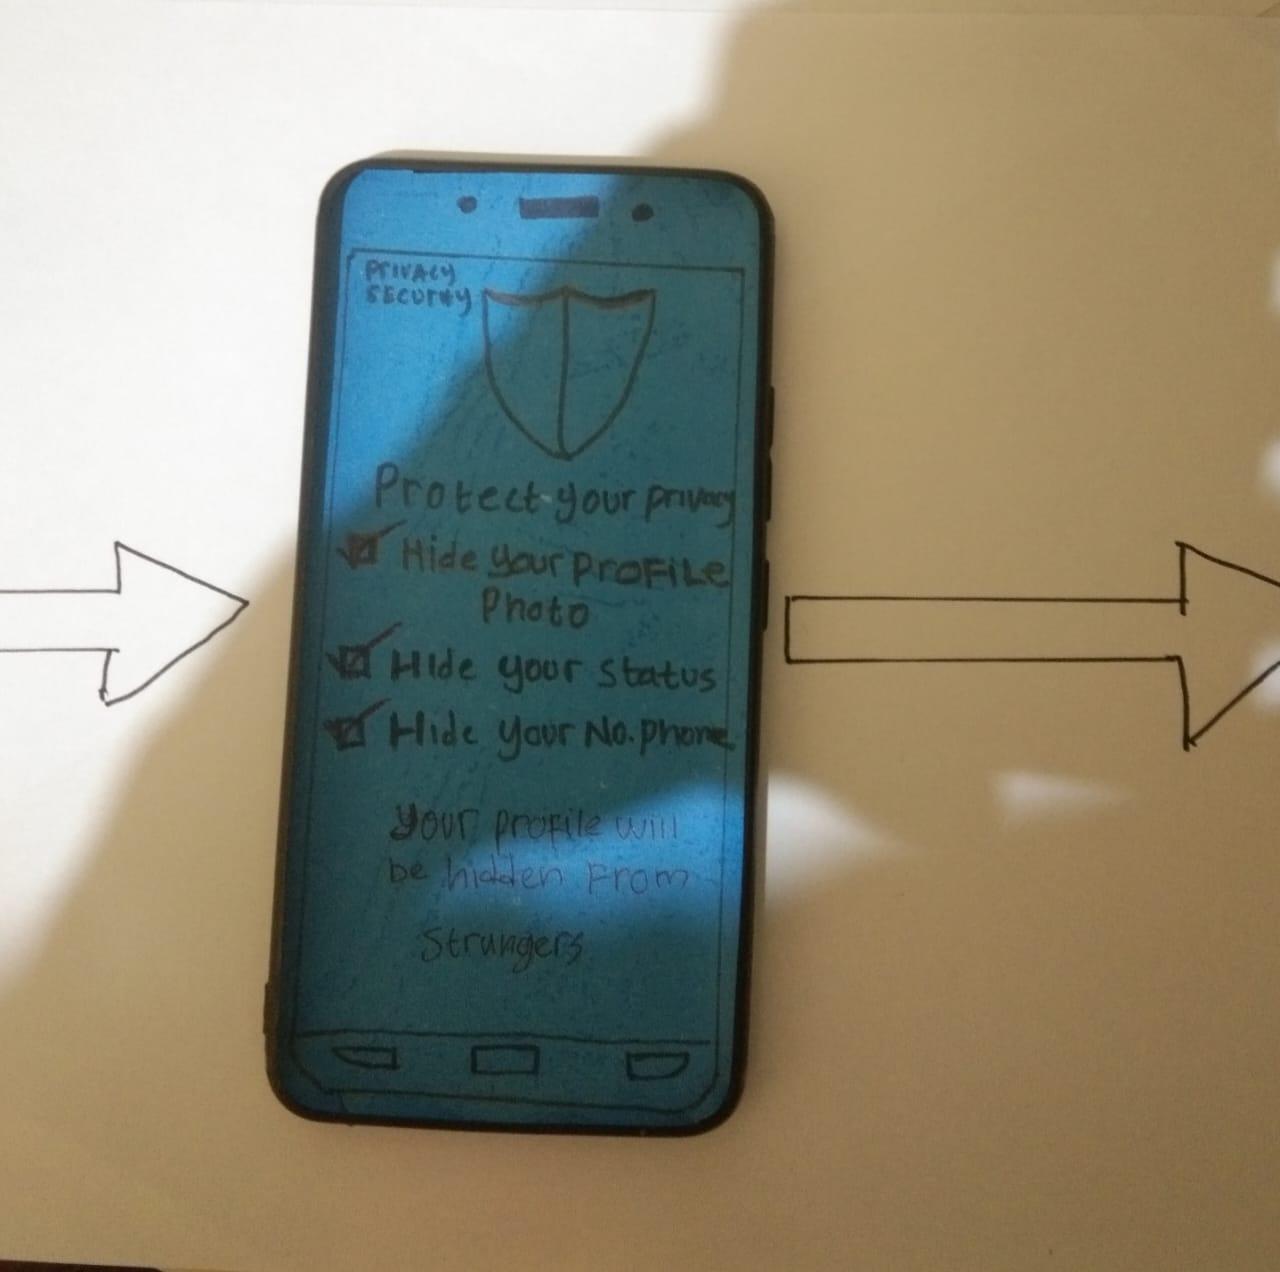 PRIVACY
SECURITY
Protect your privacy
Hide your PROFILE
Photo
Hide your status
Hide your No.phone
Your profile will
be hidden From
Strangers